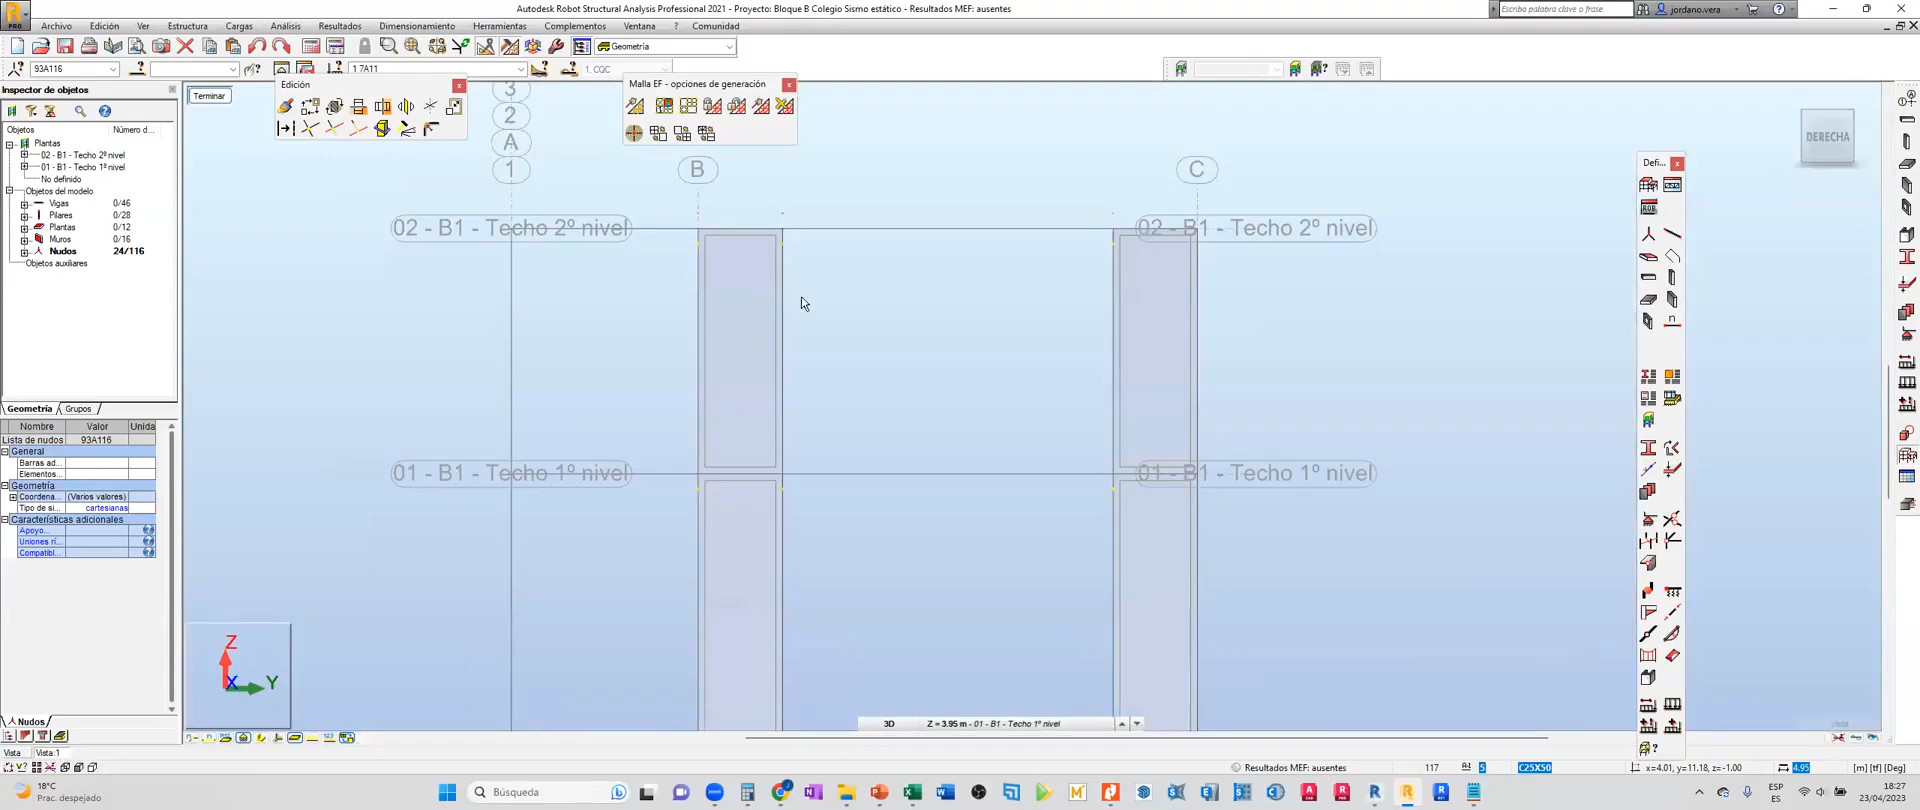 PRO
Autodesk Robot Structural Analysis Professional 2021 - Proyecto: Bloque B Colegio Sismo estático - Resultados MEF: ausentes
Escriba palabra clave o frase
jordano.vera
Archivo Edición Ver Estructura Cargas Análisis Resultados Dimensionamiento Herramientas Complementos Ventana ? Comunidad
Geometría
93A116
1 7A11
1. CQC
Inspector de objetos
Terminar
Edición
Malla EF - opciones de generación
Objetos Número d...
Plantas
02 - B1 - Techo 2º nivel
01 - B1 - Techo 1º nivel
No definido
Objetos del modelo
Vigas 0/46
Pilares 0/28
Plantas 0/12
Muros 0/16
Nudos 24/116
Objetos auxiliares
3
2
A
1
B
C
DERECHA
Defi...
02 - B1 - Techo 2º nivel
02 - B1 - Techo 2º nivel
01 - B1 - Techo 1º nivel
01 - B1 - Techo 1º nivel
Geometría Grupos
Nombre Valor Unida
Lista de nudos 93A116
General
Barras ad...
Elementos
Geometría
Coordena... (Varios valores)
Tipo de si... cartesianas
Características adicionales
Apoyo...
Uniones rí...
Compatibl...
Z
X
Y
3D Z = 3.95 m - 01 - B1 - Techo 1º nivel
Vista
Nudos
Vista Vista:1
Resultados MEF: ausentes 117 5 C25X50 x=4.01, y=11.18, z=-1.00 4.95 [m] [tf] [Deg]
18°C
Prac. despejado
Búsqueda
ESP
ES
18:27
23/04/2023